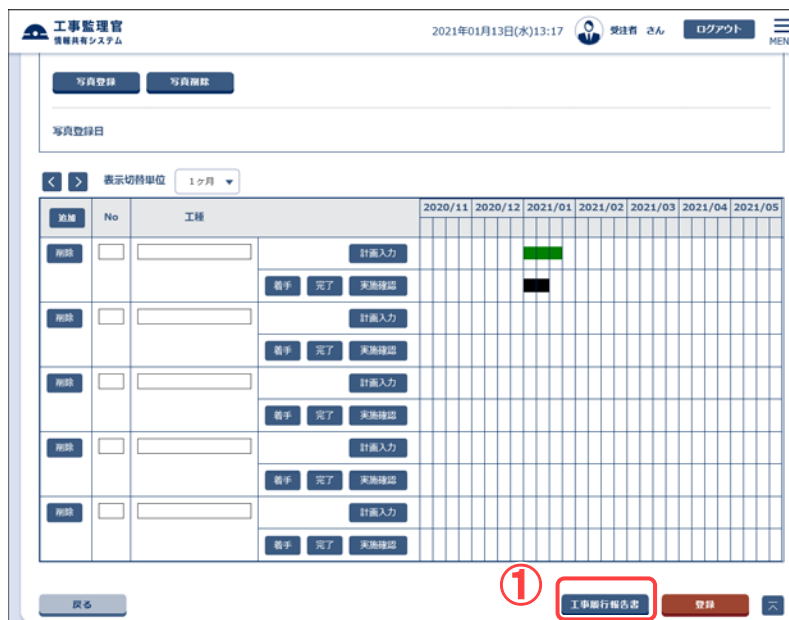 工事監理官
情報共有システム
2021年01月13日(水)13:17 受注者 さん ログアウト
MEN
写真登録 写真削除
写真登録日
表示切替単位 1ヶ月
追加 No 工種 2020/11 2020/12 2021/01 2021/02 2021/03 2021/04 2021/05
削除 計画入力
着手 完了 実施確認
削除 計画入力
着手 完了 実施確認
削除 計画入力
着手 完了 実施確認
削除 計画入力
着手 完了 実施確認
削除 計画入力
着手 完了 実施確認
①
戻る 工事履行報告書 登録